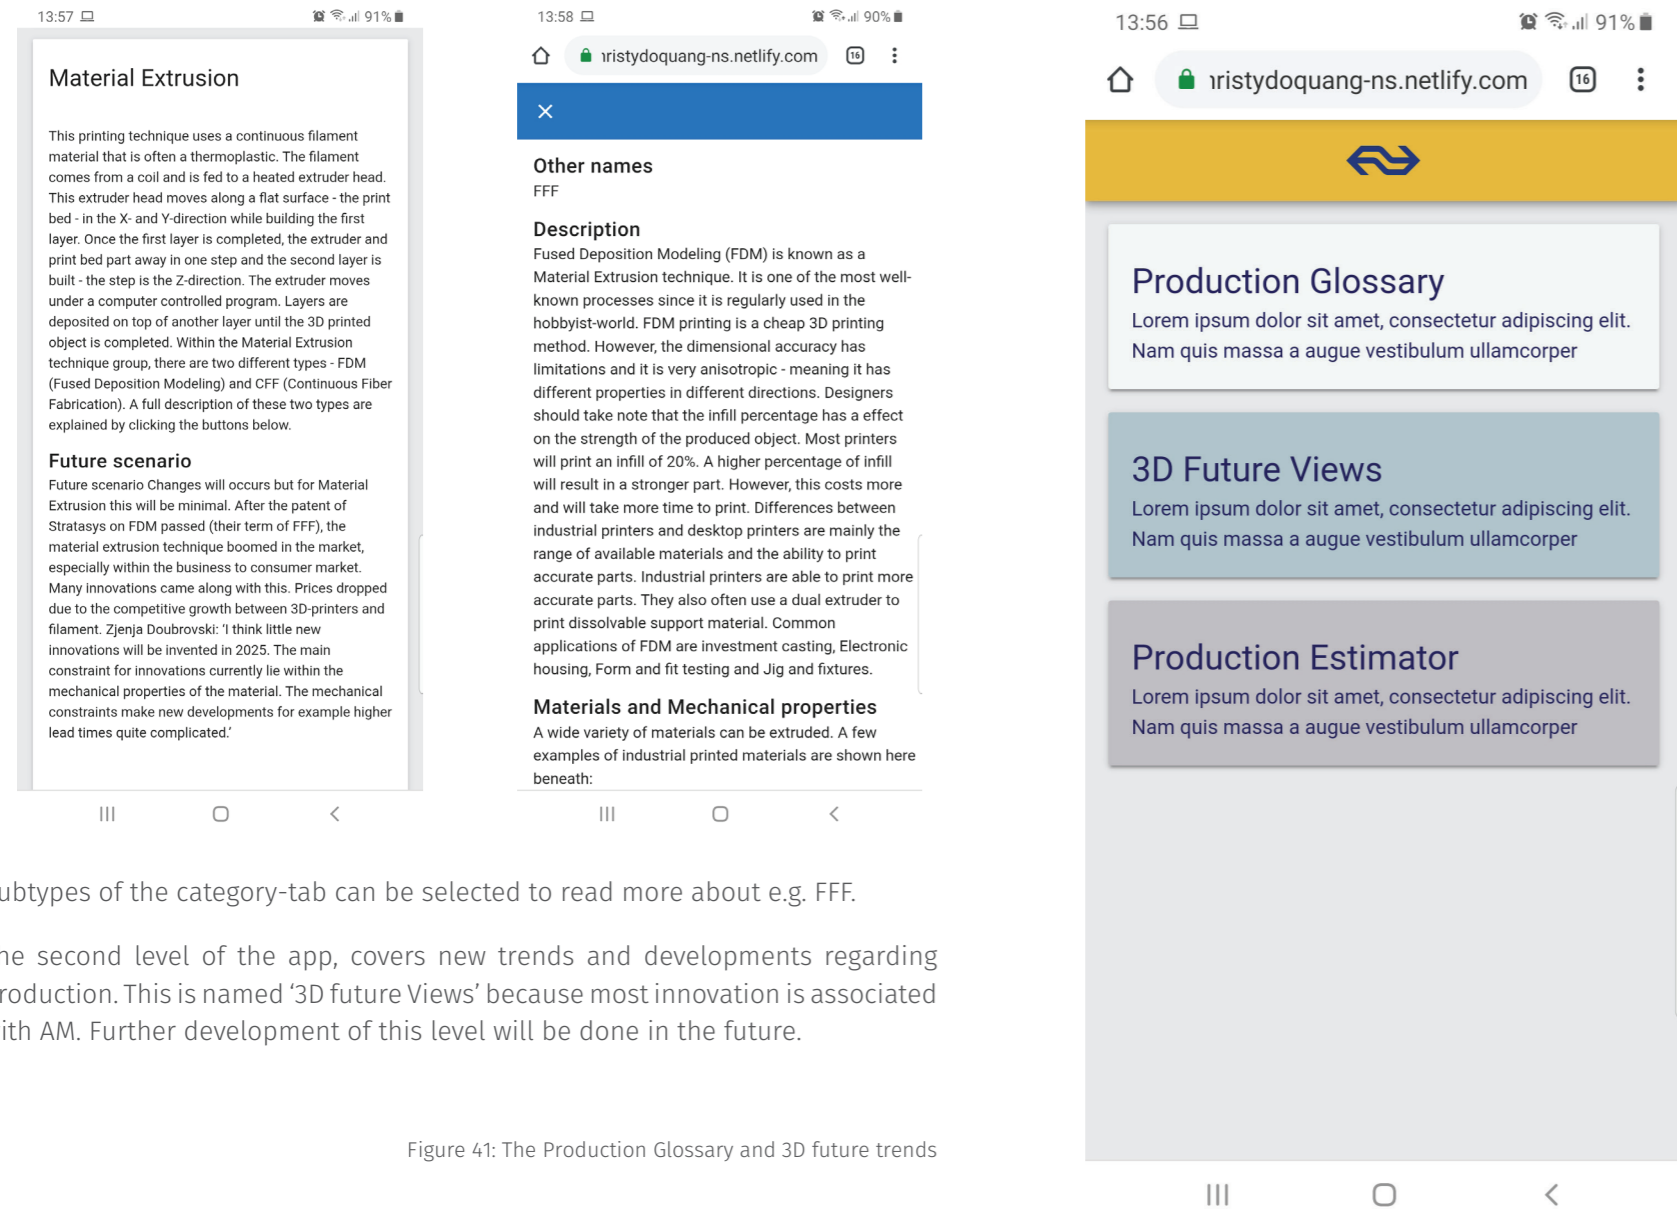 13:57
91%
Material Extrusion
This printing technique uses a continuous filament
material that is often a thermoplastic. The filament
comes from a coil and is fed to a heated extruder head.
This extruder head moves along a flat surface - the print
bed - in the X- and Y-direction while building the first
layer. Once the first layer is completed, the extruder and
print bed part away in one step and the second layer is
built - the step is the Z-direction. The extruder moves
under a computer controlled program. Layers are
deposited on top of another layer until the 3D printed
object is completed. Within the Material Extrusion
technique group, there are two different types - FDM
(Fused Deposition Modeling) and CFF (Continuous Fiber
Fabrication). A full description of these two types are
explained by clicking the buttons below.
Future scenario
Future scenario Changes will occurs but for Material
Extrusion this will be minimal. After the patent of
Stratasys on FDM passed (their term of FFF), the
material extrusion technique boomed in the market,
especially within the business to consumer market.
Many innovations came along with this. Prices dropped
due to the competitive growth between 3D-printers and
filament. Zjenja Doubrovski: 'I think little new
innovations will be invented in 2025. The main
constraint for innovations currently lie within the
mechanical properties of the material. The mechanical
constraints make new developments for example higher
lead times quite complicated.'
13:58
90%
ristydoquang-ns.netlify.com
16
Other names
FFF
Description
Fused Deposition Modeling (FDM) is known as a
Material Extrusion technique. It is one of the most well-
known processes since it is regularly used in the
hobbyist-world. FDM printing is a cheap 3D printing
method. However, the dimensional accuracy has
limitations and it is very anisotropic - meaning it has
different properties in different directions. Designers
should take note that the infill percentage has a effect
on the strength of the produced object. Most printers
will print an infill of 20%. A higher percentage of infill
will result in a stronger part. However, this costs more
and will take more time to print. Differences between
industrial printers and desktop printers are mainly the
range of available materials and the ability to print
accurate parts. Industrial printers are able to print more
accurate parts. They also often use a dual extruder to
print dissolvable support material. Common
applications of FDM are investment casting, Electronic
housing, Form and fit testing and Jig and fixtures.
Materials and Mechanical properties
A wide variety of materials can be extruded. A few
examples of industrial printed materials are shown here
beneath:
ubtypes of the category-tab can be selected to read more about e.g. FFF.
he second level of the app, covers new trends and developments regarding
roduction. This is named ‘3D future Views’ because most innovation is associated
ith AM. Further development of this level will be done in the future.
Figure 41: The Production Glossary and 3D future trends
13:56
91%
ristydoquang-ns.netlify.com
16
Production Glossary
Lorem ipsum dolor sit amet, consectetur adipiscing elit.
Nam quis massa a augue vestibulum ullamcorper
3D Future Views
Lorem ipsum dolor sit amet, consectetur adipiscing elit.
Nam quis massa a augue vestibulum ullamcorper
Production Estimator
Lorem ipsum dolor sit amet, consectetur adipiscing elit.
Nam quis massa a augue vestibulum ullamcorper